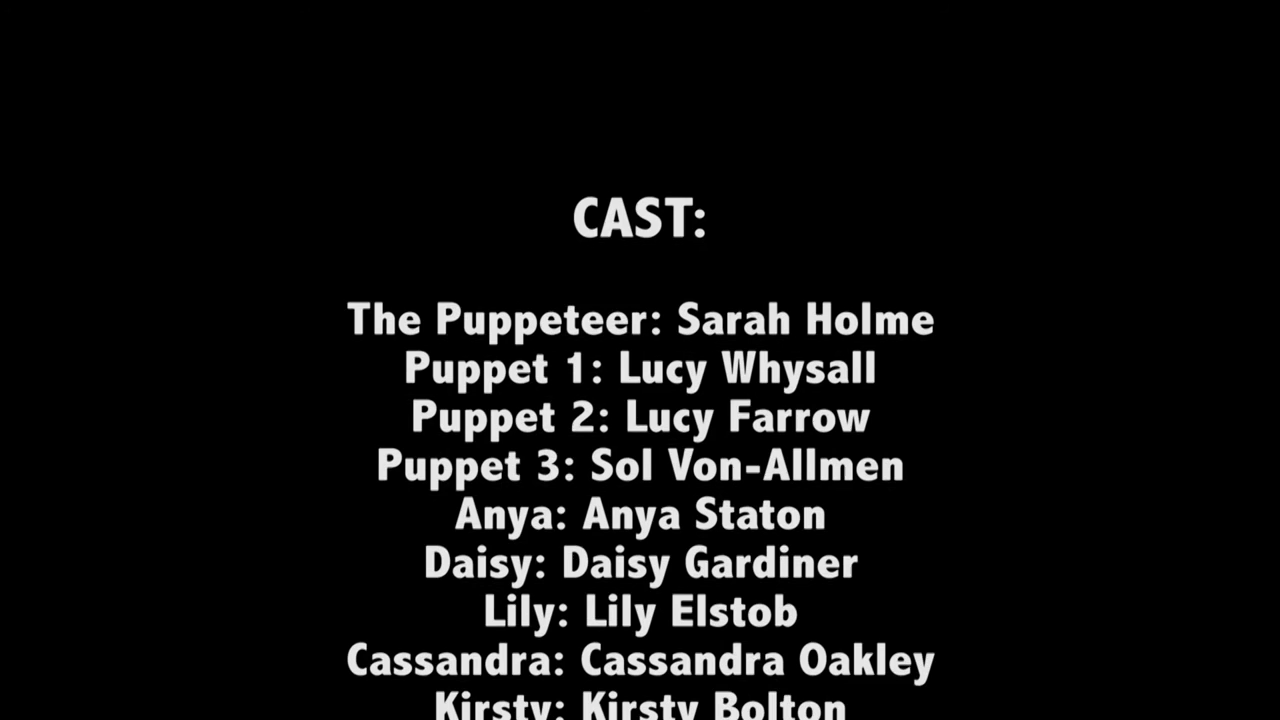 CAST:
The Puppeteer: Sarah Holme
Puppet 1: Lucy Whysall
Puppet 2: Lucy Farrow
Puppet 3: Sol Von-Allmen
Anya: Anya Staton
Daisy: Daisy Gardiner
Lily: Lily Elstob
Cassandra: Cassandra Oakley
Kirsty: Kirsty Bolton